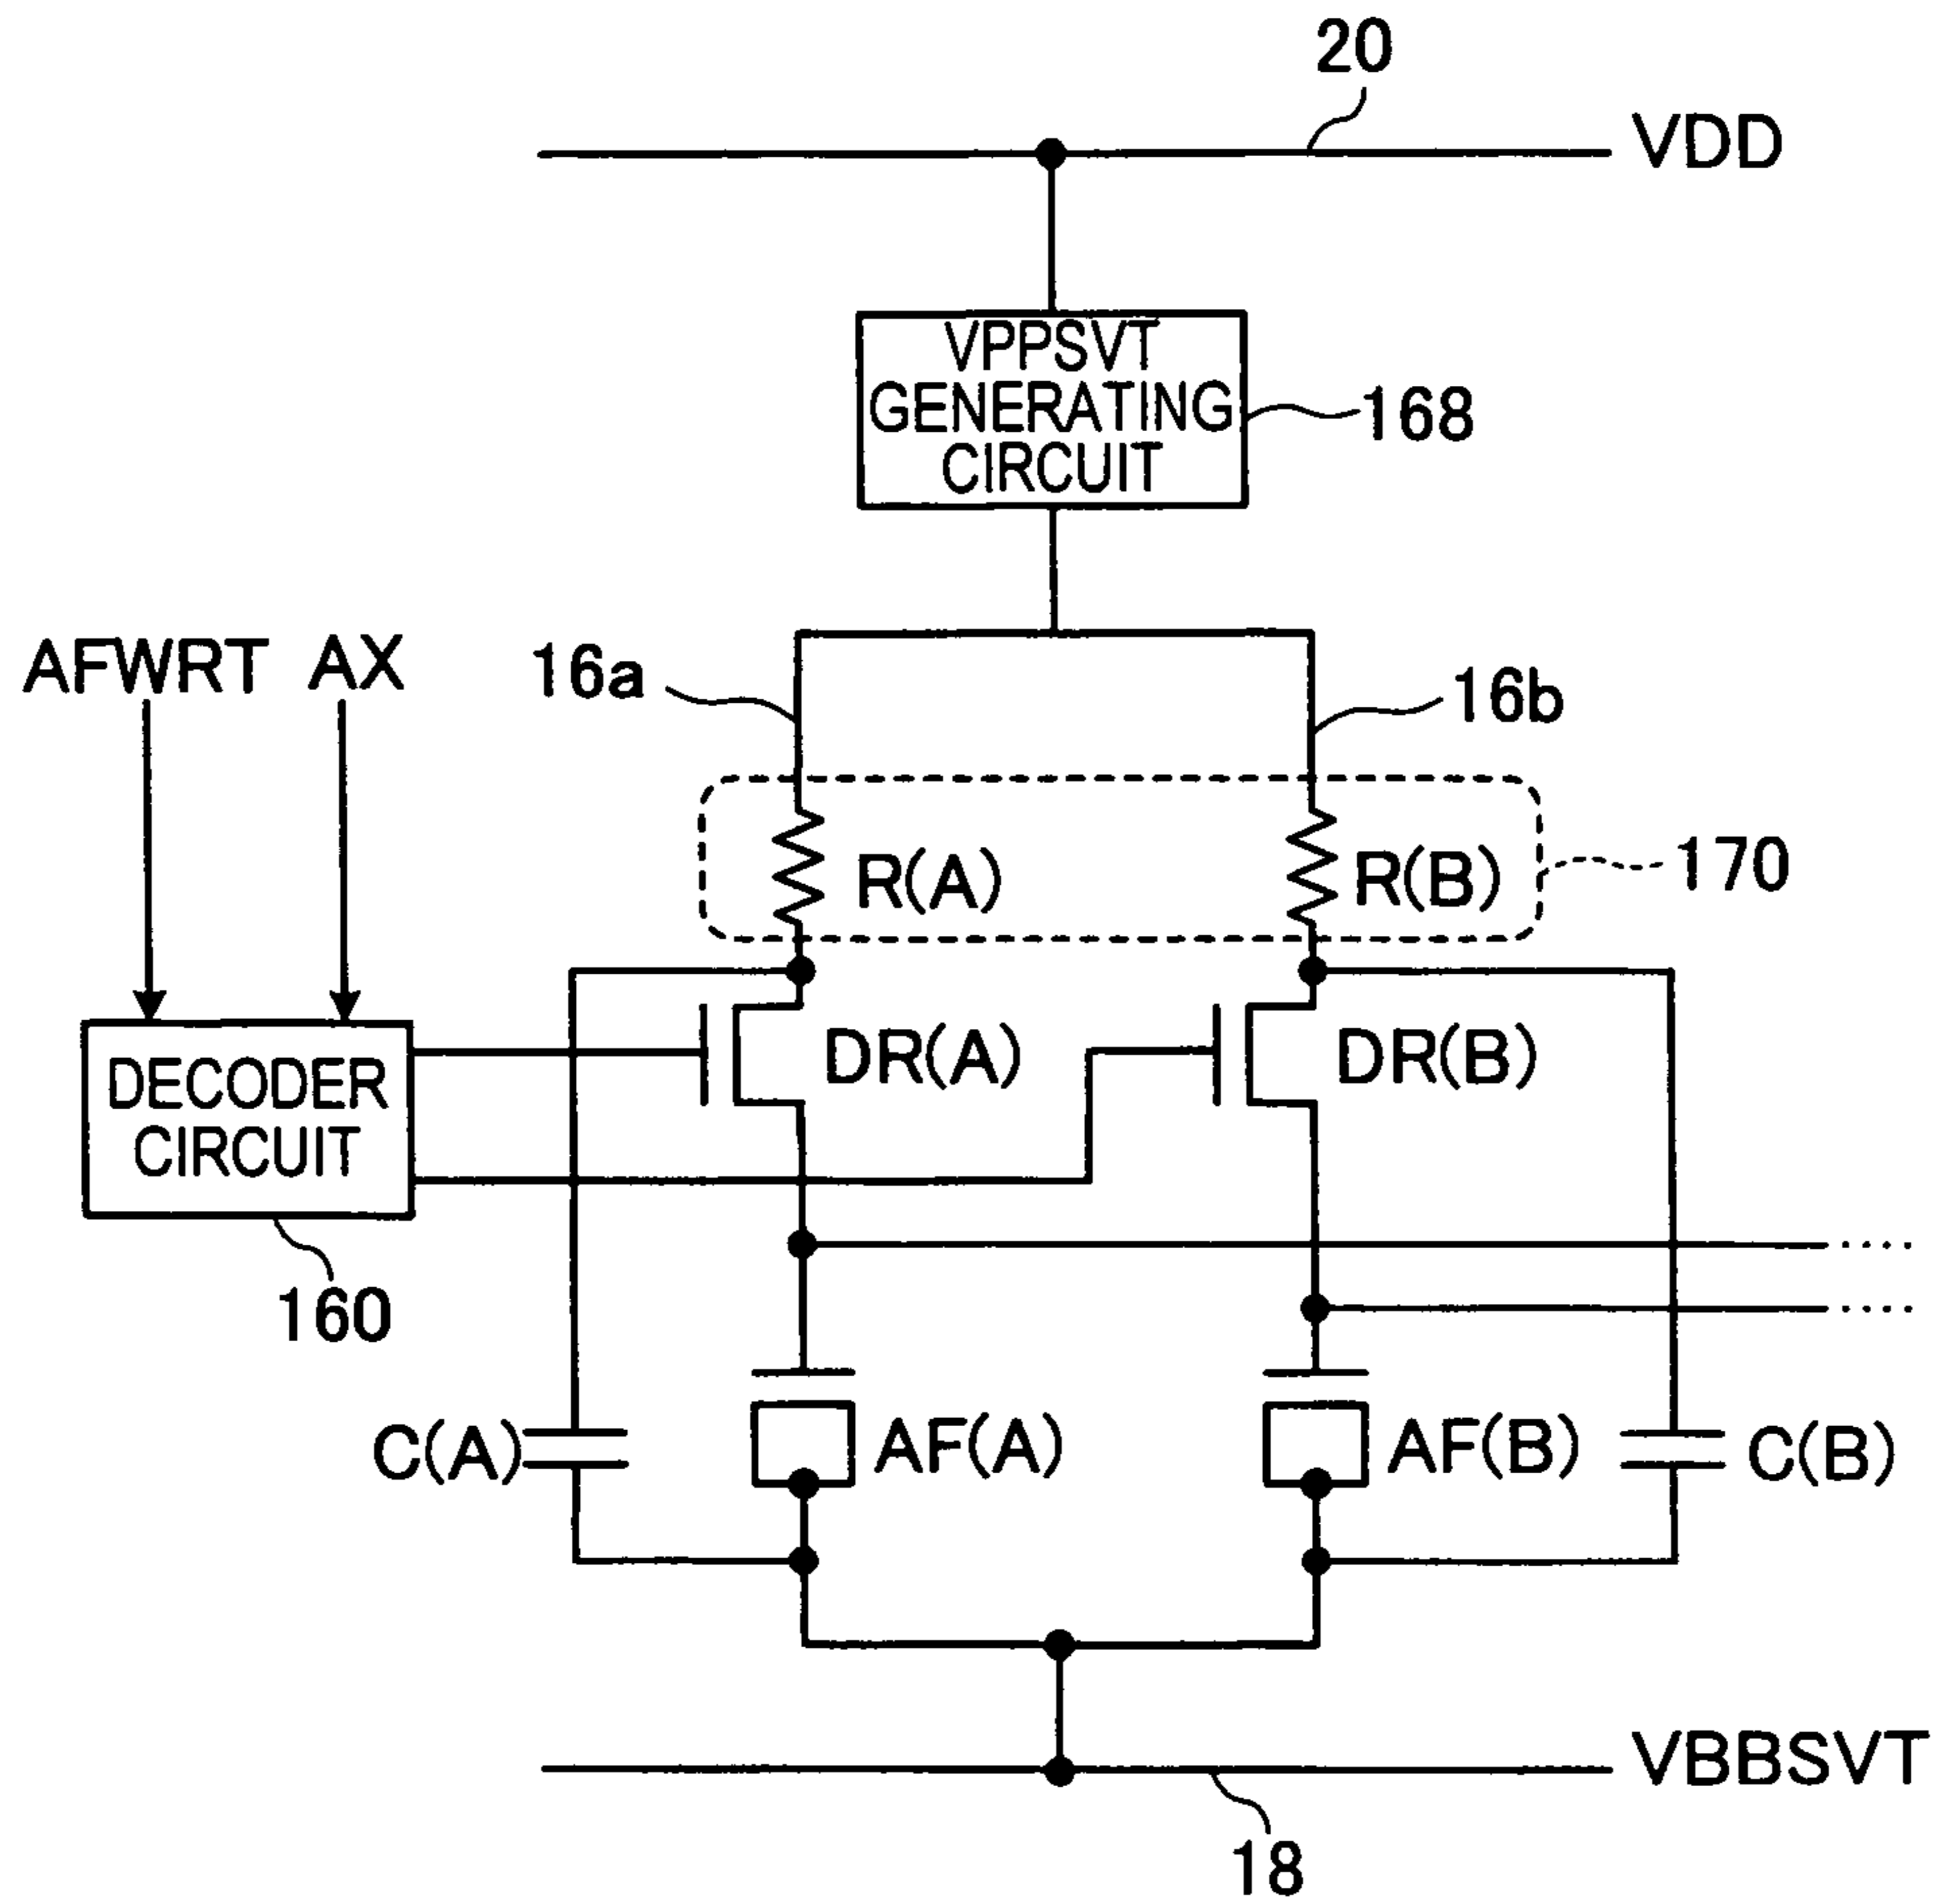 20
VDD
VPPSVT
GENERATING
CIRCUIT
168
AFWRT
AX
16a
16b
R(A)
R(B)
170
DECODER
CIRCUIT
DR(A)
DR(B)
160
C(A)
AF(A)
AF(B)
C(B)
VBBSVT
18